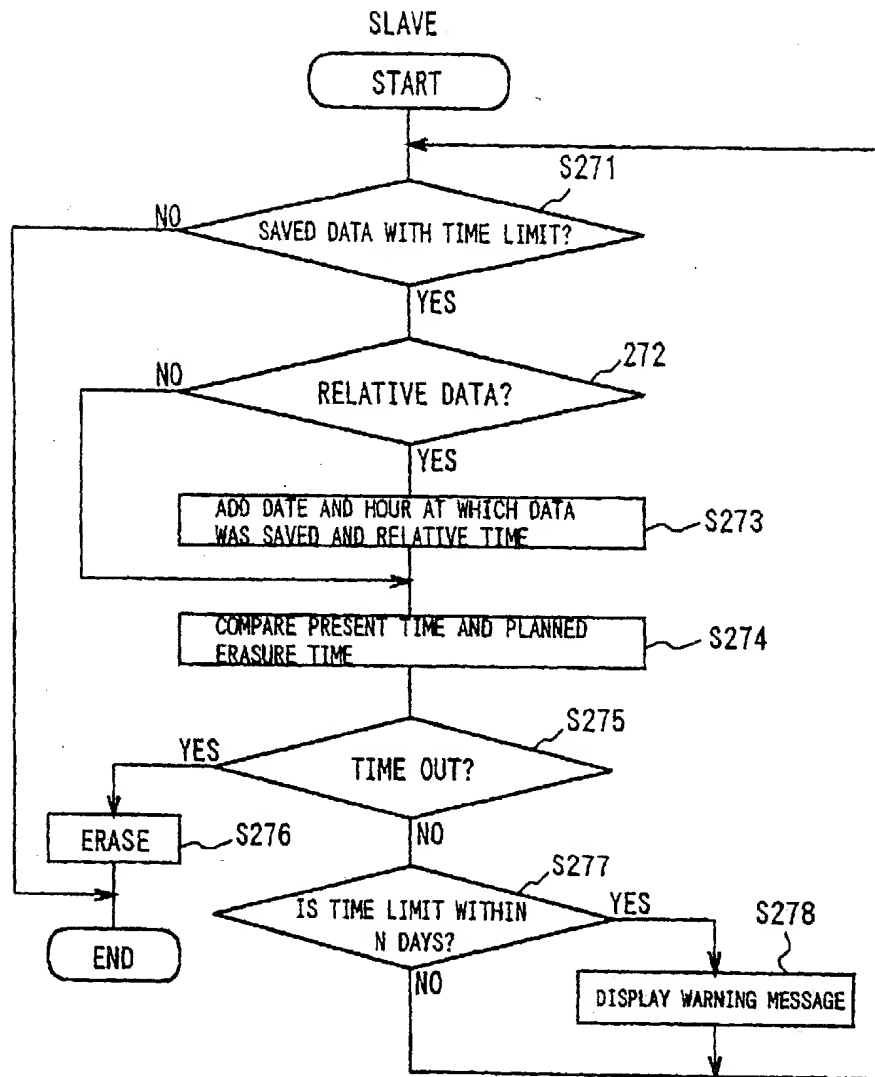 SLAVE
START
S271
NO
SAVED DATA WITH TIME LIMIT?
YES
272
NO
RELATIVE DATA?
YES
ADD DATE AND HOUR AT WHICH DATA
WAS SAVED AND RELATIVE TIME
S273
COMPARE PRESENT TIME AND PLANNED
ERASURE TIME
S274
S275
YES
TIME OUT?
ERASE
S276
NO
S277
IS TIME LIMIT WITHIN
N DAYS?
YES
S278
END
NO
DISPLAY WARNING MESSAGE